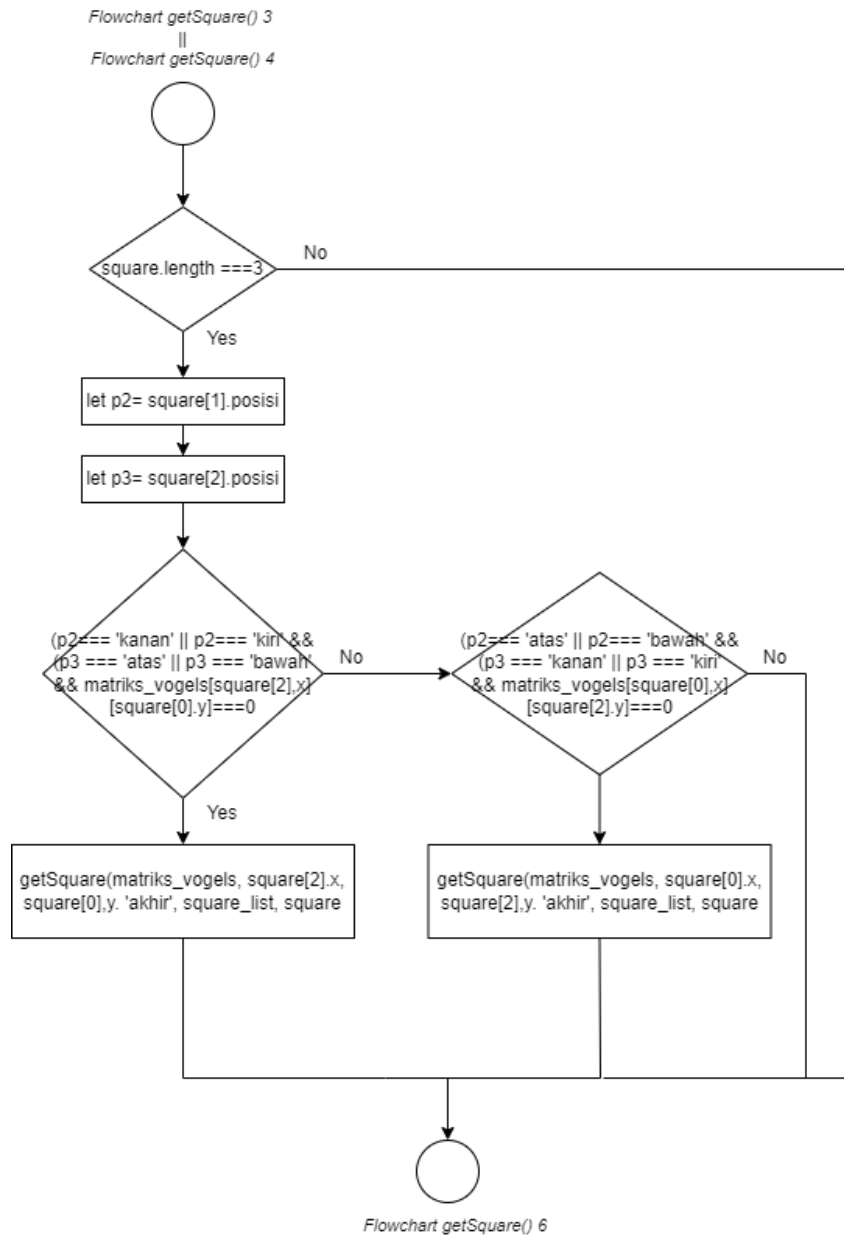 Flowchart getSquare() 3
||
Flowchart getSquare() 4
square.length ===3
No
Yes
let p2= square[1].posisi
let p3= square[2].posisi
(p2=== 'kanan' || p2=== 'kiri' &&
(p3 === 'atas' || p3 === 'bawah'
&& matriks_vogels[square[2],x]
[square[0].y]===0
No
(p2=== 'atas' || p2=== 'bawah' &&
(p3 === 'kanan' || p3 === 'kiri'
&& matriks_vogels[square[0],x]
[square[2].y]===0
No
Yes
getSquare(matriks_vogels, square[2].x,
square[0],y. 'akhir', square_list, square
getSquare(matriks_vogels, square[0].x,
square[2],y. 'akhir', square_list, square
Flowchart getSquare() 6